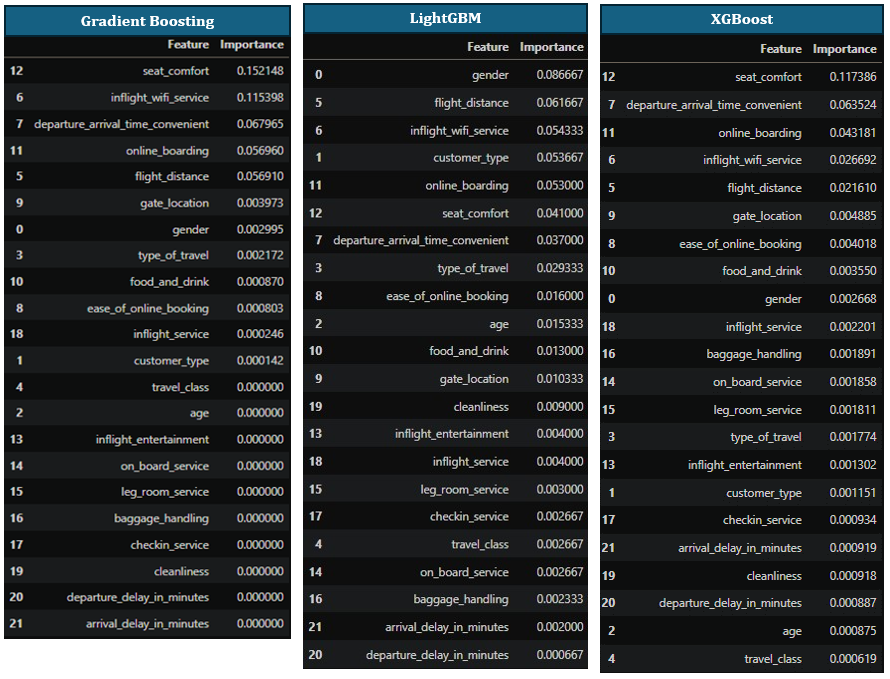 Gradient Boosting
Feature Importance
12 seat_comfort 0.152148
6 inflight_wifi_service 0.115398
7 departure_arrival_time_convenient 0.067965
11 online_boarding 0.056960
5 flight_distance 0.056910
9 gate_location 0.003973
0 gender 0.002995
3 type_of_travel 0.002172
10 food_and_drink 0.000870
8 ease_of_online_booking 0.000803
18 inflight_service 0.000246
1 customer_type 0.000142
4 travel_class 0.000000
2 age 0.000000
13 inflight_entertainment 0.000000
14 on_board_service 0.000000
15 leg_room_service 0.000000
16 baggage_handling 0.000000
17 checkin_service 0.000000
19 cleanliness 0.000000
20 departure_delay_in_minutes 0.000000
21 arrival_delay_in_minutes 0.000000
LightGBM
Feature Importance
0 gender 0.086667
5 flight_distance 0.061667
6 inflight_wifi_service 0.054333
1 customer_type 0.053667
11 online_boarding 0.053000
12 seat_comfort 0.041000
7 departure_arrival_time_convenient 0.037000
3 type_of_travel 0.029333
8 ease_of_online_booking 0.016000
2 age 0.015333
10 food_and_drink 0.013000
9 gate_location 0.010333
19 cleanliness 0.009000
13 inflight_entertainment 0.004000
18 inflight_service 0.004000
15 leg_room_service 0.003000
17 checkin_service 0.002667
4 travel_class 0.002667
14 on_board_service 0.002667
16 baggage_handling 0.002333
21 arrival_delay_in_minutes 0.002000
20 departure_delay_in_minutes 0.000667
XGBoost
Feature Importance
12 seat_comfort 0.117386
7 departure_arrival_time_convenient 0.063524
11 online_boarding 0.043181
6 inflight_wifi_service 0.026692
5 flight_distance 0.021610
9 gate_location 0.004885
8 ease_of_online_booking 0.004018
10 food_and_drink 0.003550
0 gender 0.002668
18 inflight_service 0.002201
16 baggage_handling 0.001891
14 on_board_service 0.001858
15 leg_room_service 0.001811
3 type_of_travel 0.001774
13 inflight_entertainment 0.001302
1 customer_type 0.001151
17 checkin_service 0.000934
21 arrival_delay_in_minutes 0.000919
19 cleanliness 0.000918
20 departure_delay_in_minutes 0.000887
2 age 0.000875
4 travel_class 0.000619